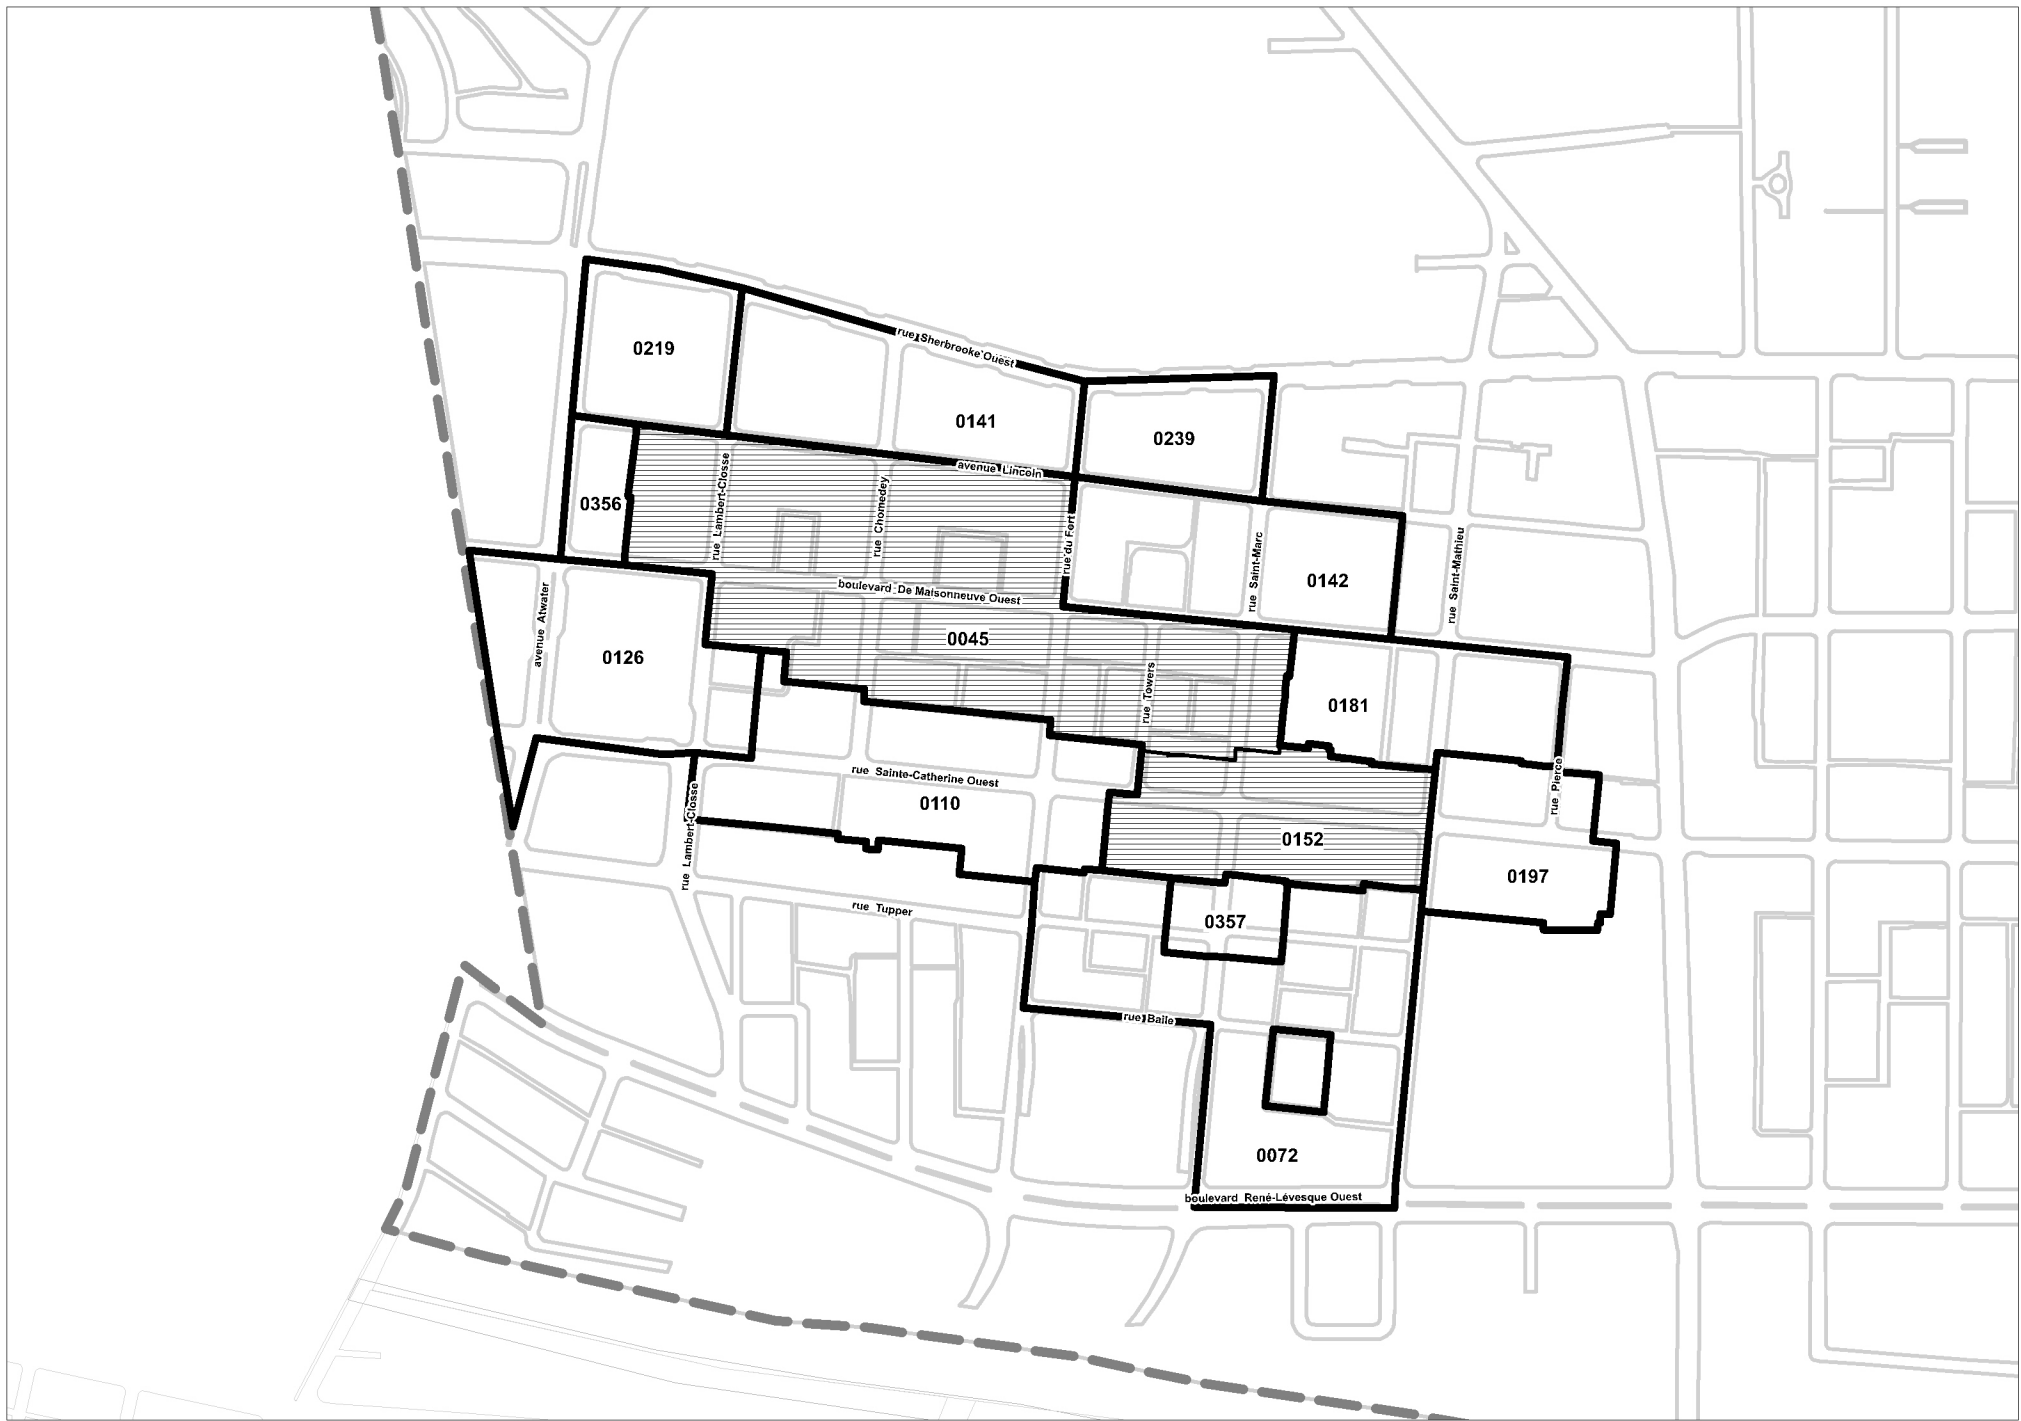 rue Sherbrooke Ouest
0219
0141
0239
avenue Lincoln
0356
rue Lambert-Closse
rue Chomedey
rue du Fort
rue Saint-Marc
0142
rue Saint-Mathieu
boulevard De Maisonneuve Ouest
avenue Atwater
0126
0045
rue Towers
0181
rue Sainte-Catherine Ouest
0110
rue Pierce
rue Lambert-Closse
0152
0197
rue Tupper
0357
rue Baile
0072
boulevard René-Lévesque Ouest